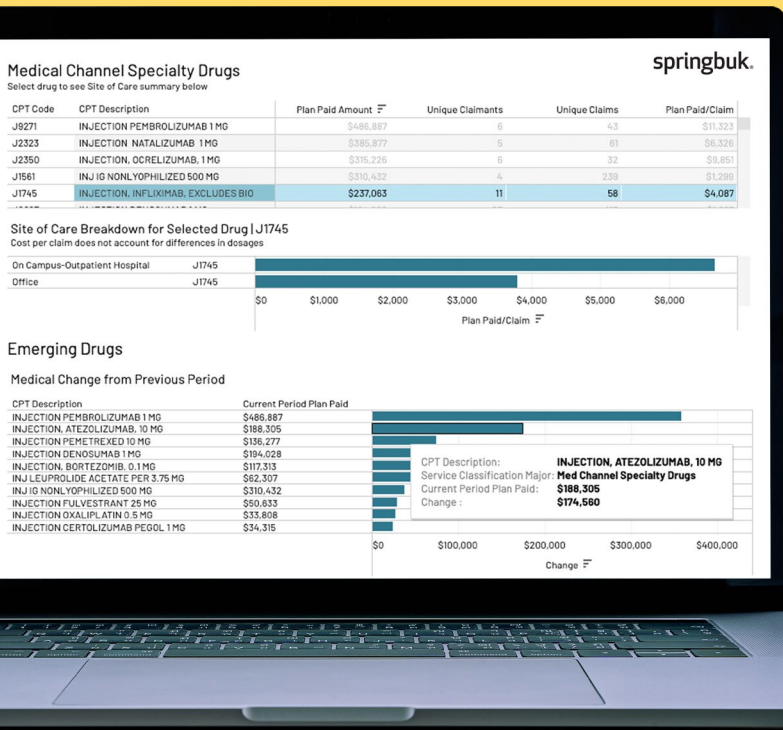 springbuk.
Medical Channel Specialty Drugs
Select drug to see Site of Care summary below
CPT Code CPT Description Plan Paid Amount Unique Claimants Unique Claims Plan Paid/Claim
J9271 INJECTION PEMBROLIZUMAB 1 MG $486,887 6 43 $11,323
J2323 INJECTION NATALIZUMAB 1 MG $385,877 5 61 $6,326
J2350 INJECTION, OCRELIZUMAB, 1 MG $315,226 6 32 $9,851
J1561 INJ IG NONLYOPHILIZED 500 MG $310,432 4 239 $1,299
J1745 INJECTION, INFLIXIMAB, EXCLUDES BIO $237,063 11 58 $4,087
Site of Care Breakdown for Selected Drug | J1745
Cost per claim does not account for differences in dosages
On Campus-Outpatient Hospital J1745
Office J1745
$0 $1,000 $2,000 $3,000 $4,000 $5,000 $6,000
Plan Paid/Claim
Emerging Drugs
Medical Change from Previous Period
CPT Description Current Period Plan Paid
INJECTION PEMBROLIZUMAB 1 MG $486,887
INJECTION, ATEZOLIZUMAB, 10 MG $188,305
INJECTION PEMETREXED 10 MG $136,277
INJECTION DENOSUMAB 1 MG $194,028
INJECTION, BORTEZOMIB, 0.1 MG $117,313
INJ LEUPROLIDE ACETATE PER 3.75 MG $62,307
INJ IG NONLYOPHILIZED 500 MG $310,432
INJECTION FULVESTRANT 25 MG $50,633
INJECTION OXALIPLATIN 0.5 MG $33,808
INJECTION CERTOLIZUMAB PEGOL 1 MG $34,315
CPT Description: INJECTION, ATEZOLIZUMAB, 10 MG
Service Classification Major: Med Channel Specialty Drugs
Current Period Plan Paid: $188,305
Change : $174,560
$0 $100,000 $200,000 $300,000 $400,000
Change